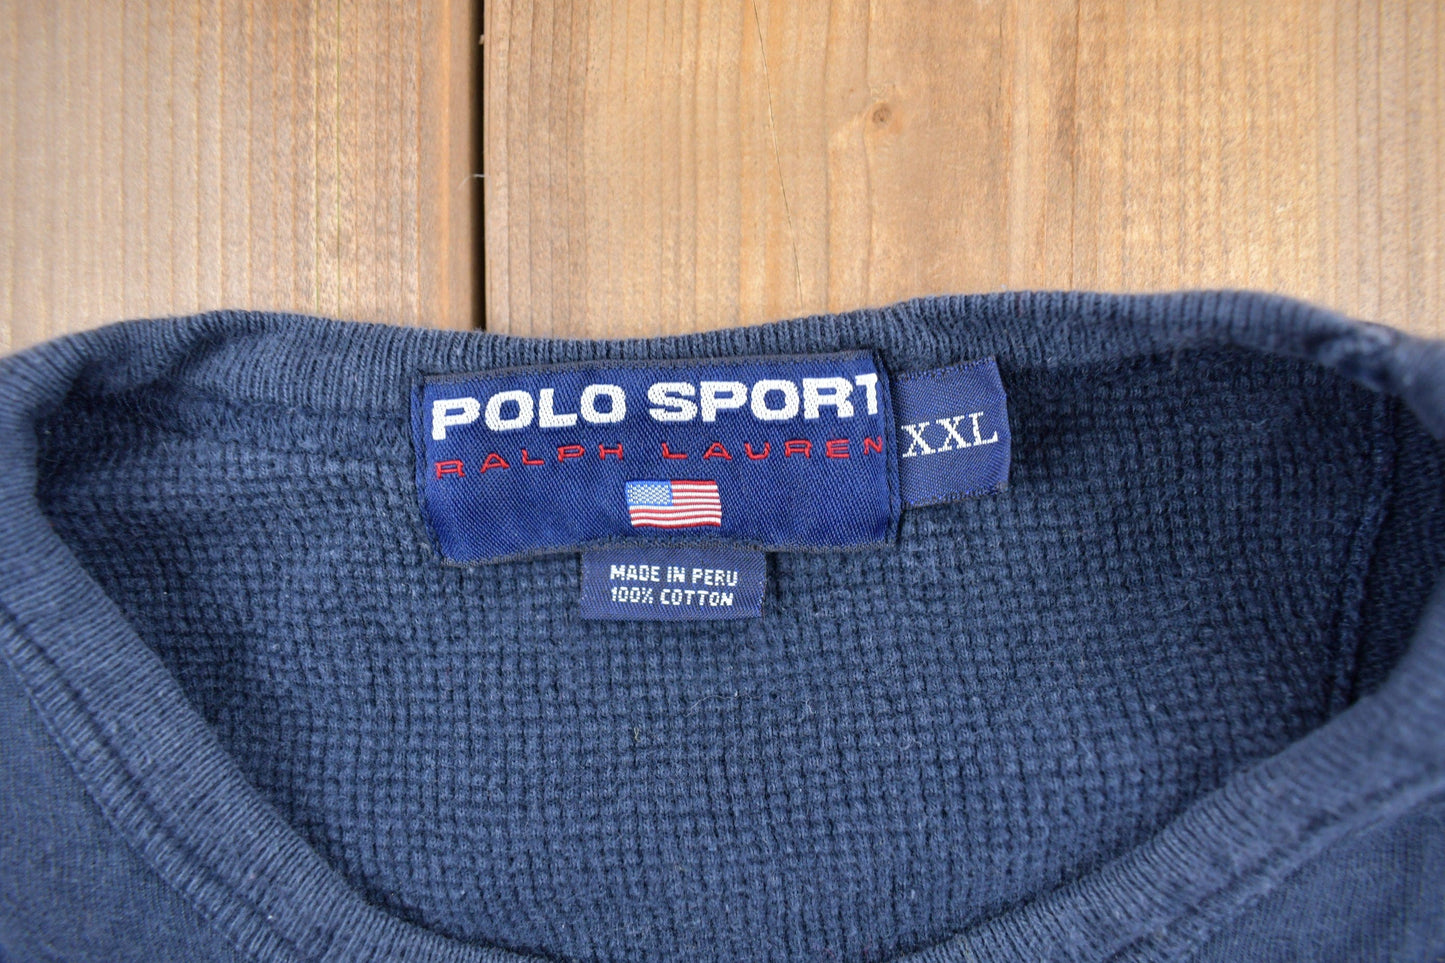 POLO SPORT
RALPH LAUREN
XXL
MADE IN PERU
100% COTTON